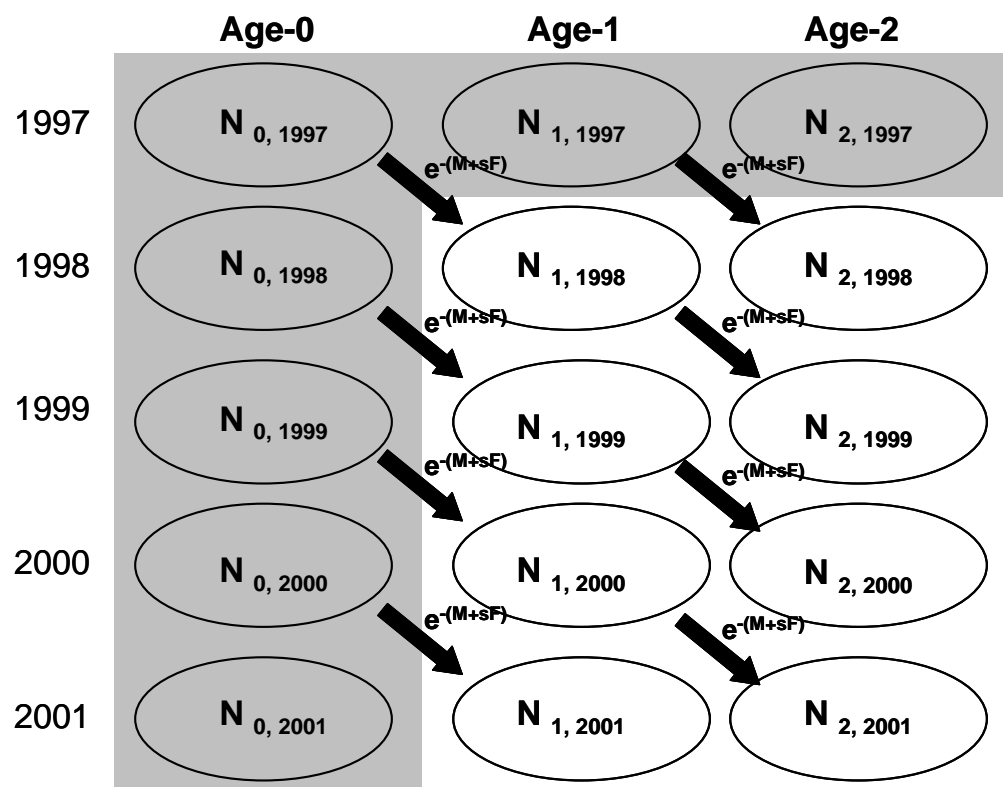 Age-0 Age-1 Age-2
1997 N 0, 1997 N 1, 1997 N 2, 1997
e-(M+sF) e-(M+sF)
1998 N 0, 1998 N 1, 1998 N 2, 1998
e-(M+sF) e-(M+sF)
1999 N 0, 1999 N 1, 1999 N 2, 1999
e-(M+sF) e-(M+sF)
2000 N 0, 2000 N 1, 2000 N 2, 2000
e-(M+sF) e-(M+sF)
2001 N 0, 2001 N 1, 2001 N 2, 2001